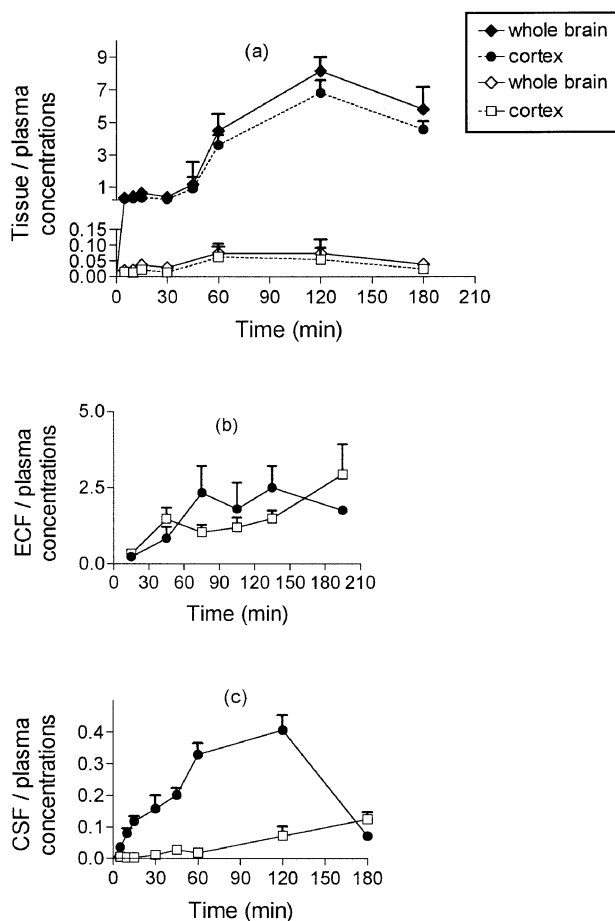 (a)
whole brain
cortex
whole brain
cortex
Tissue / plasma
concentrations
9
7
5
3
1
0.15
0.10
0.05
0.00
0 30 60 90 120 150 180 210
Time (min)
(b)
ECF / plasma
concentrations
5.0
2.5
0.0
0 30 60 90 120 150 180 210
Time (min)
(c)
CSF / plasma
concentrations
0.4
0.3
0.2
0.1
0.0
0 30 60 90 120 150 180
Time (min)